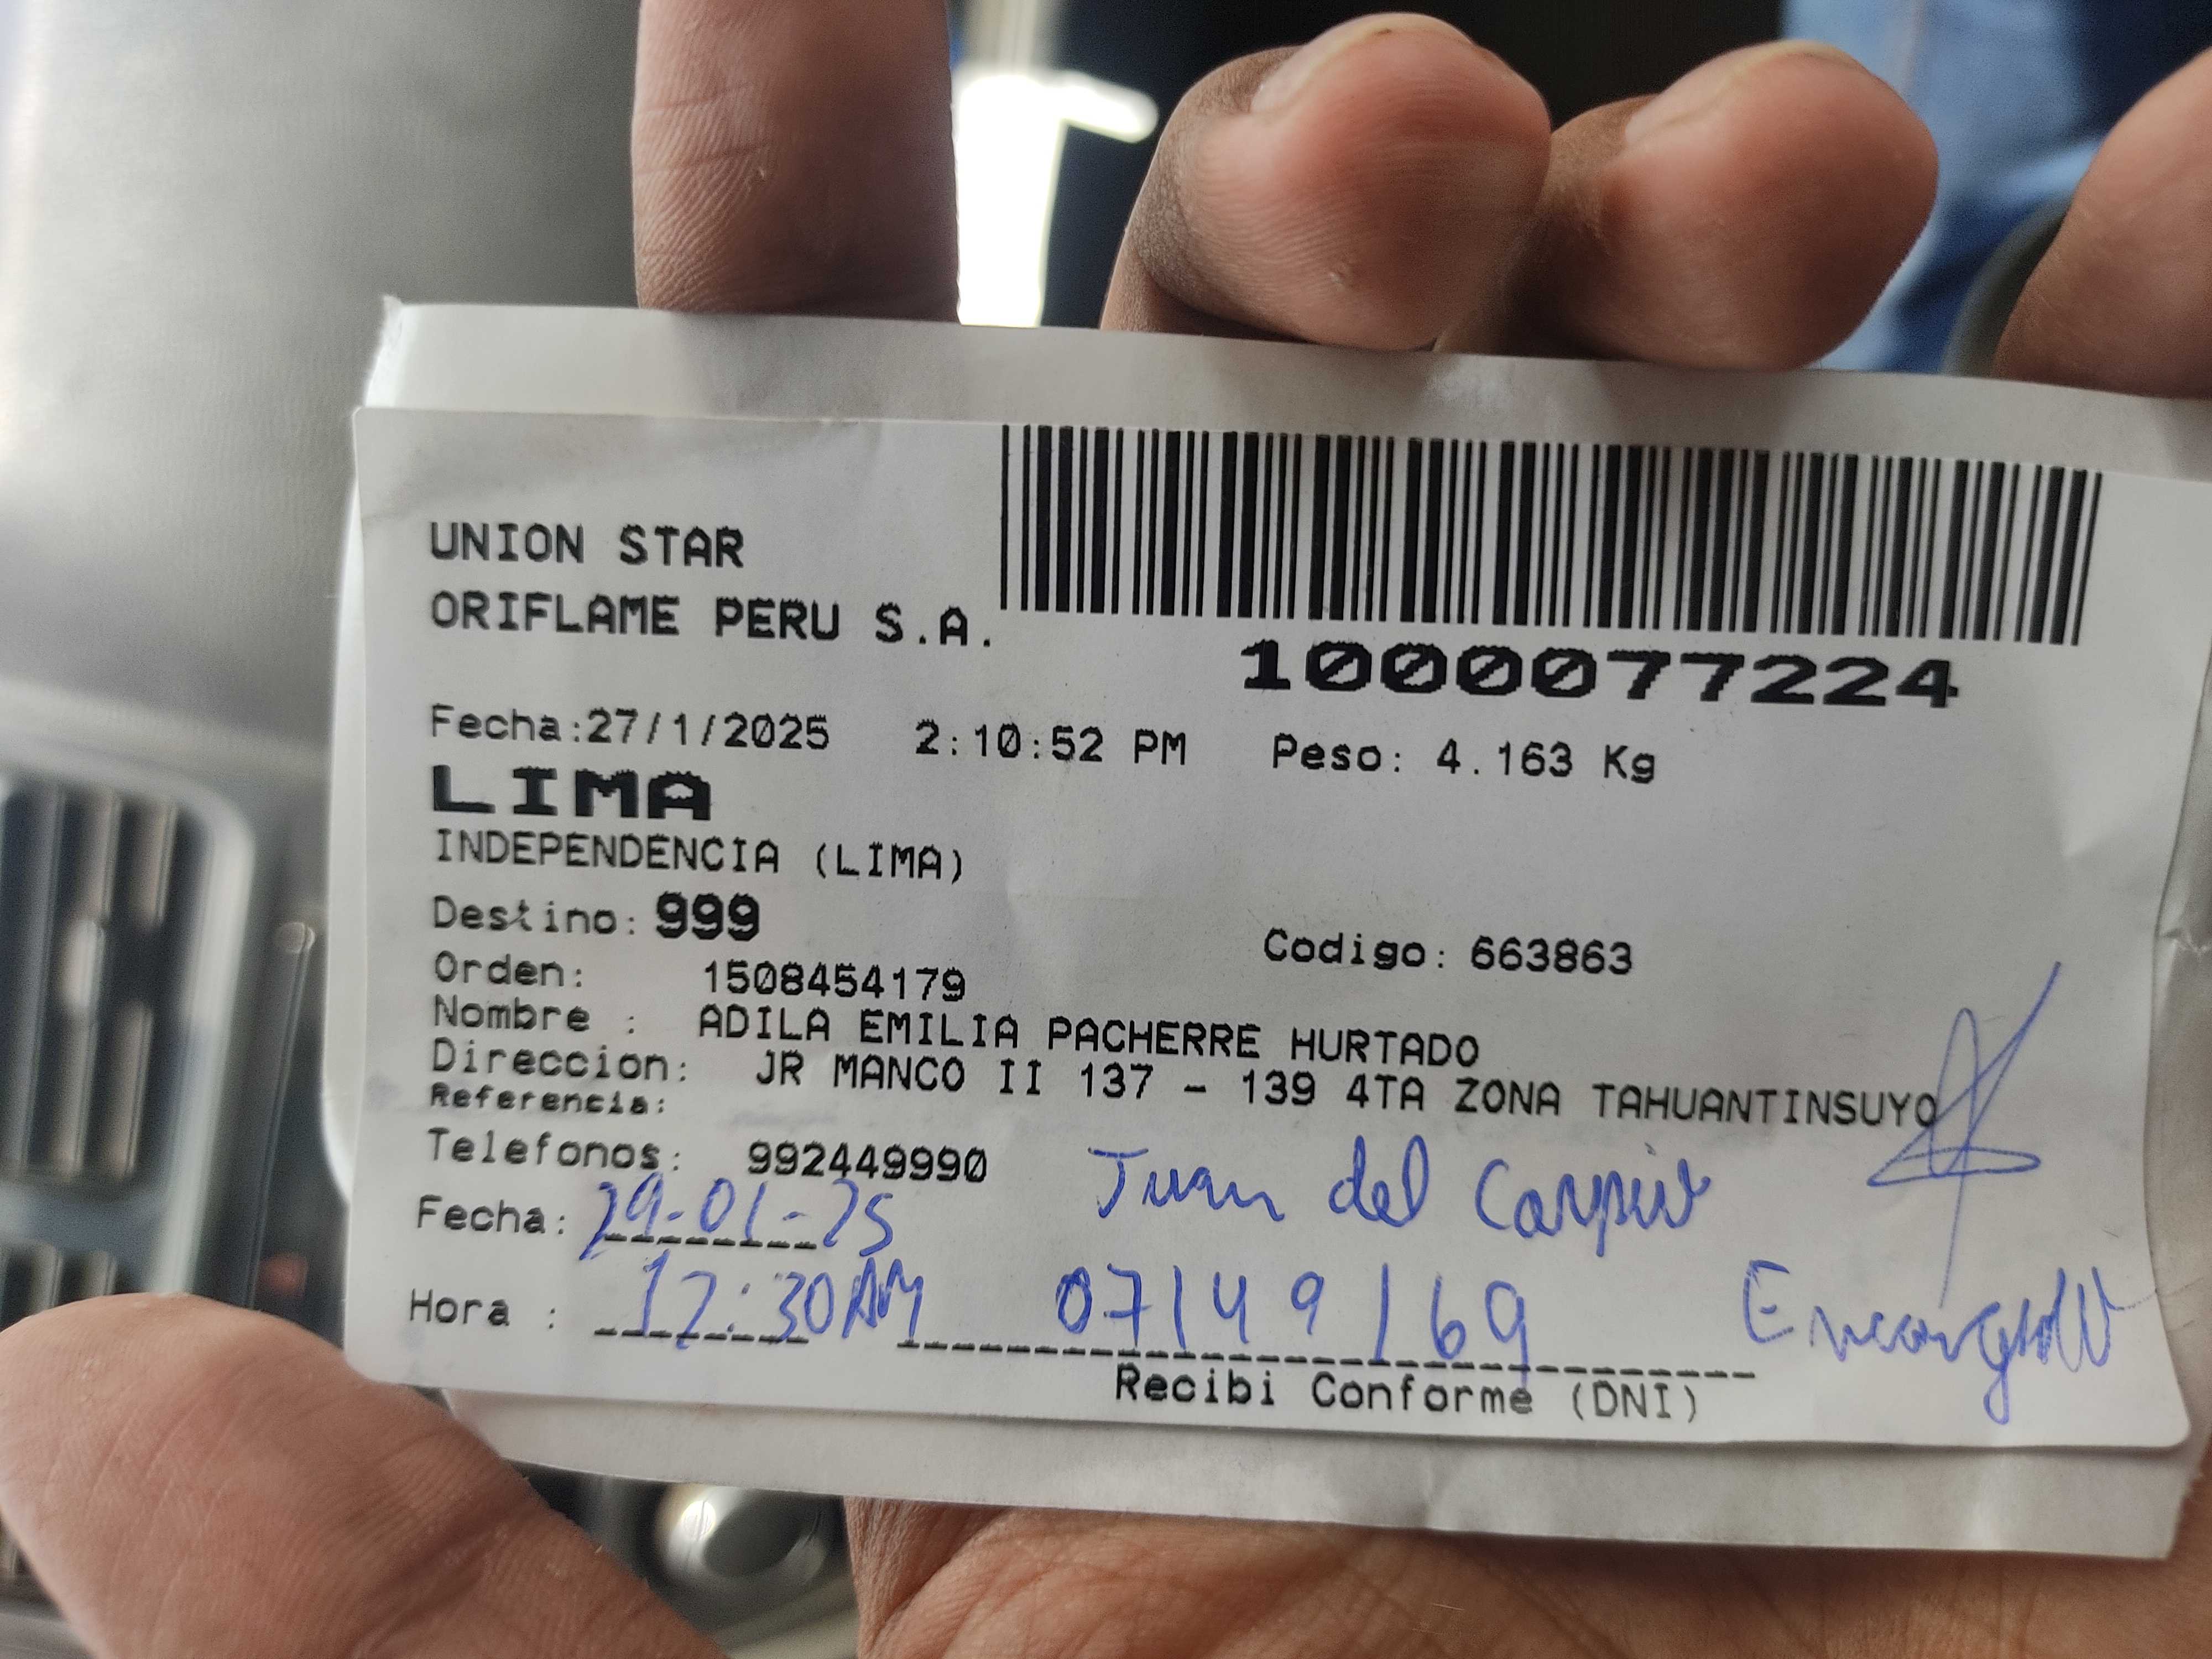 UNION STAR
ORIFLAME PERU S.A.
1000077224
Fecha:27/1/2025 2:10:52 PM Peso: 4.163 Kg
LIMA
INDEPENDENCIA (LIMA)
Destino: 999
Codigo: 663863
Orden: 1508454179
Nombre : ADILA EMILIA PACHERRE HURTADO
Direccion: JR MANCO II 137 - 139 4TA ZONA TAHUANTINSUYO
Referencia:
Telefonos: 992449990
Juan del Carpio
Fecha: 29-01-25
Hora : 12:30 AM 07149169
Encargado
Recibi Conforme (DNI)